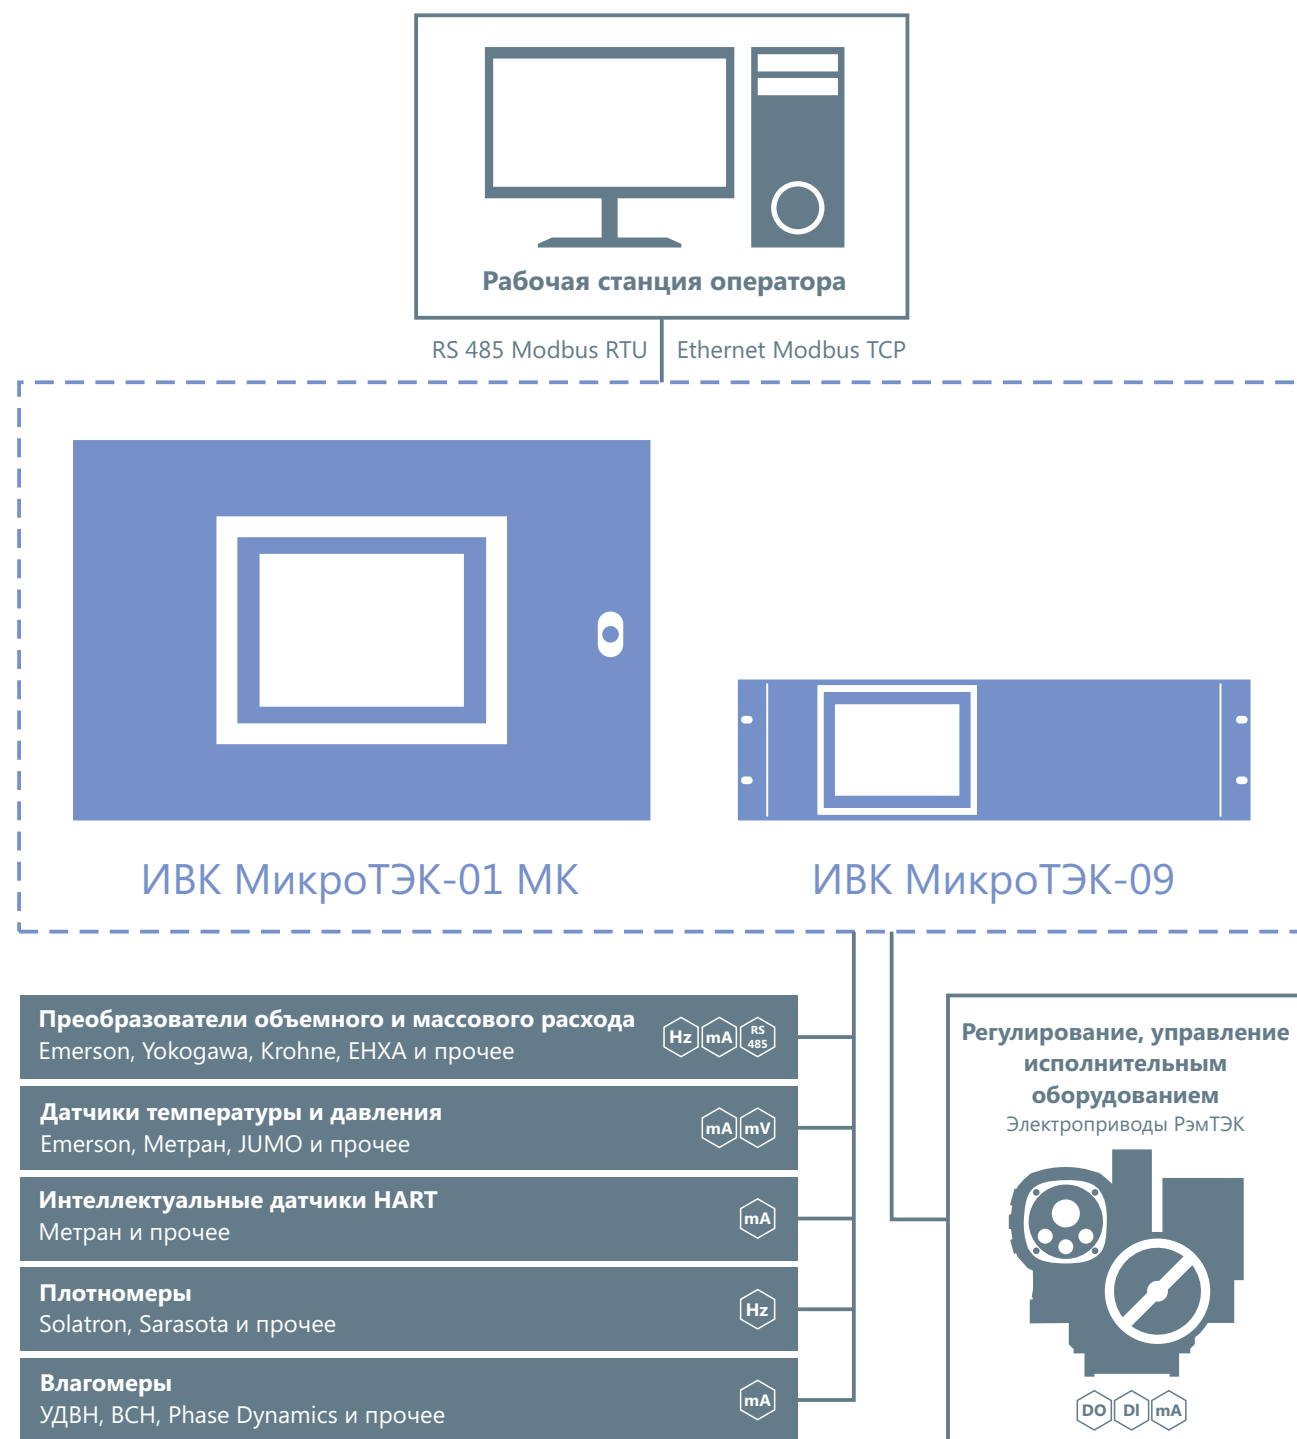 Рабочая станция оператора
RS 485 Modbus RTU
Ethernet Modbus TCP
ИВК МикроТЭК-01 МК
ИВК МикроТЭК-09
Преобразователи объемного и массового расхода
Emerson, Yokogawa, Krohne, ЕНХА и прочее
Hz mA RS 485
Датчики температуры и давления
Emerson, Метран, JUMO и прочее
mA mV
Интеллектуальные датчики HART
Метран и прочее
mA
Плотномеры
Solatron, Sarasota и прочее
Hz
Влагомеры
УДВН, ВСН, Phase Dynamics и прочее
mA
Регулирование, управление
исполнительным
оборудованием
Электроприводы РэмТЭК
DO DI mA